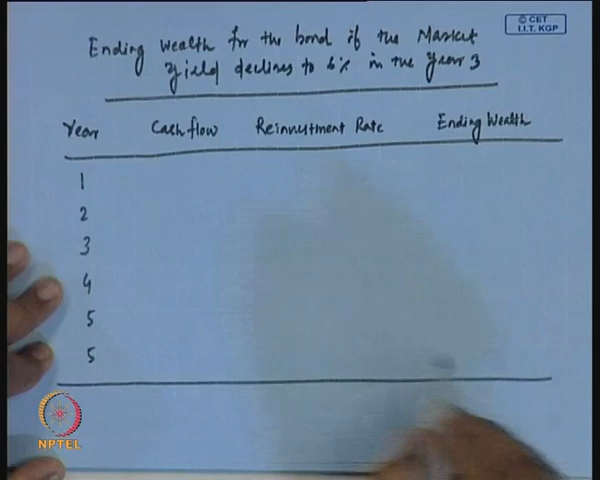 © CET
I.I.T. KGP
Ending Wealth for the bond if the Market
Yield declines to 6% in the Year 3
Year Cash flow Reinvestment Rate Ending Wealth
1
2
3
4
5
5
NPTEL